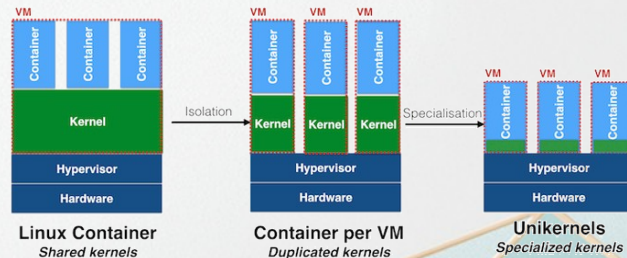 VM
Container
Container
Container
Kernel
Hypervisor
Hardware
Linux Container
Shared kernels
Isolation
VM
VM
VM
Container
Container
Container
Kernel
Kernel
Kernel
Hypervisor
Hardware
Container per VM
Duplicated kernels
Specialisation
VM
VM
VM
Container
Container
Container
Hypervisor
Hardware
Unikernels
Specialized kernels